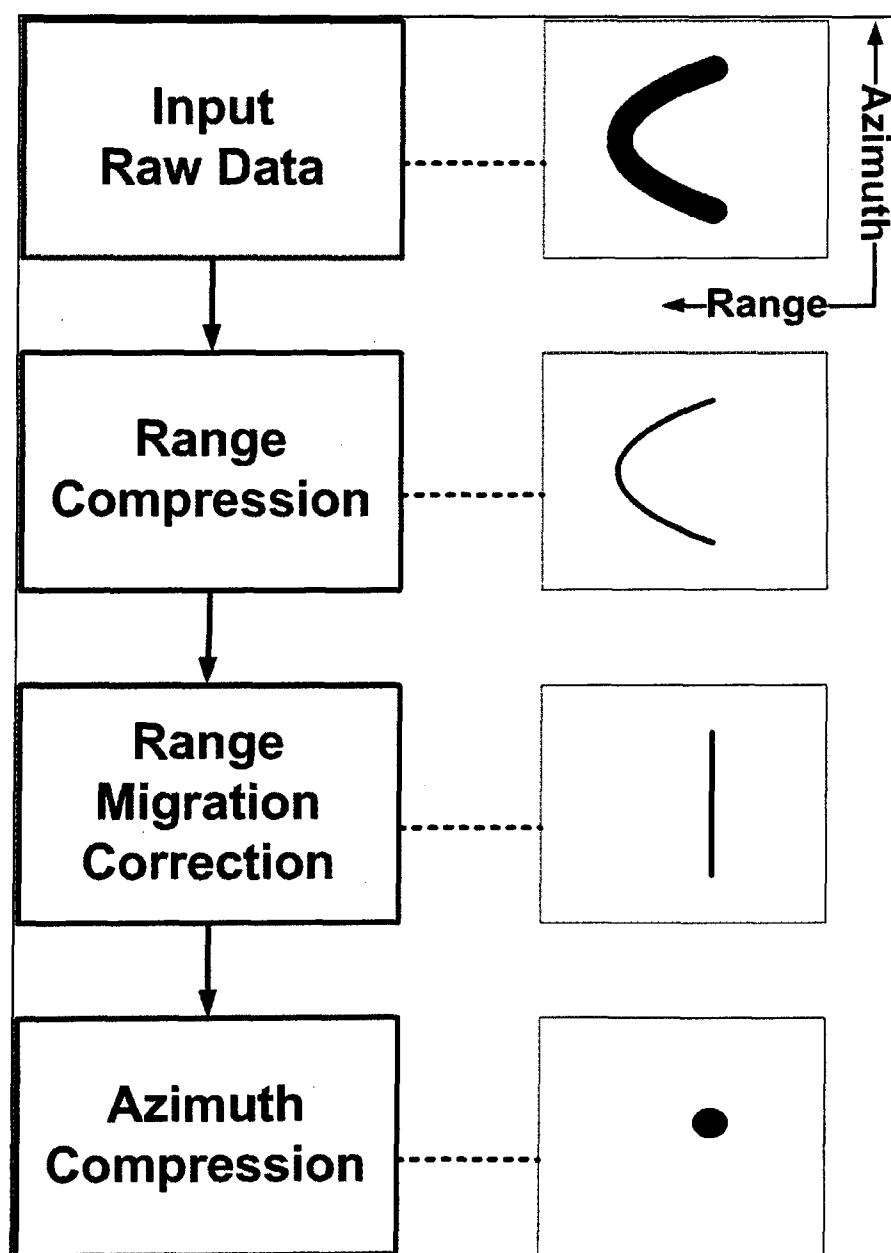 Input
Raw Data
Azimuth
Range
Range
Compression
Range
Migration
Correction
Azimuth
Compression